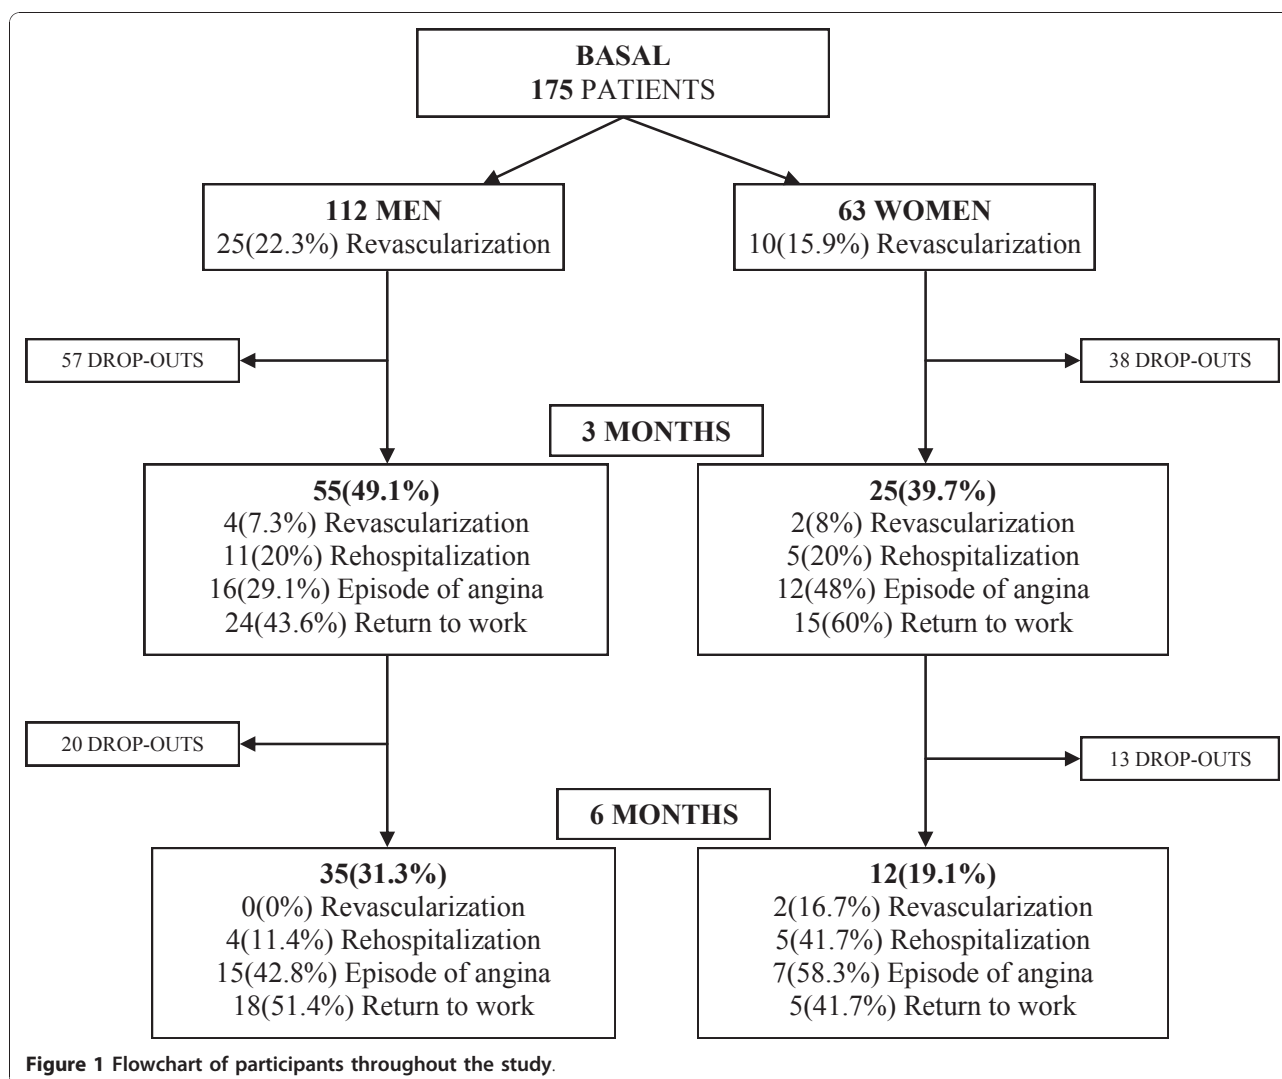 BASAL
175 PATIENTS
112 MEN
25(22.3%) Revascularization
63 WOMEN
10(15.9%) Revascularization
57 DROP-OUTS
38 DROP-OUTS
3 MONTHS
55(49.1%)
4(7.3%) Revascularization
11(20%) Rehospitalization
16(29.1%) Episode of angina
24(43.6%) Return to work
25(39.7%)
2(8%) Revascularization
5(20%) Rehospitalization
12(48%) Episode of angina
15(60%) Return to work
20 DROP-OUTS
13 DROP-OUTS
6 MONTHS
35(31.3%)
0(0%) Revascularization
4(11.4%) Rehospitalization
15(42.8%) Episode of angina
18(51.4%) Return to work
12(19.1%)
2(16.7%) Revascularization
5(41.7%) Rehospitalization
7(58.3%) Episode of angina
5(41.7%) Return to work
Figure 1 Flowchart of participants throughout the study.